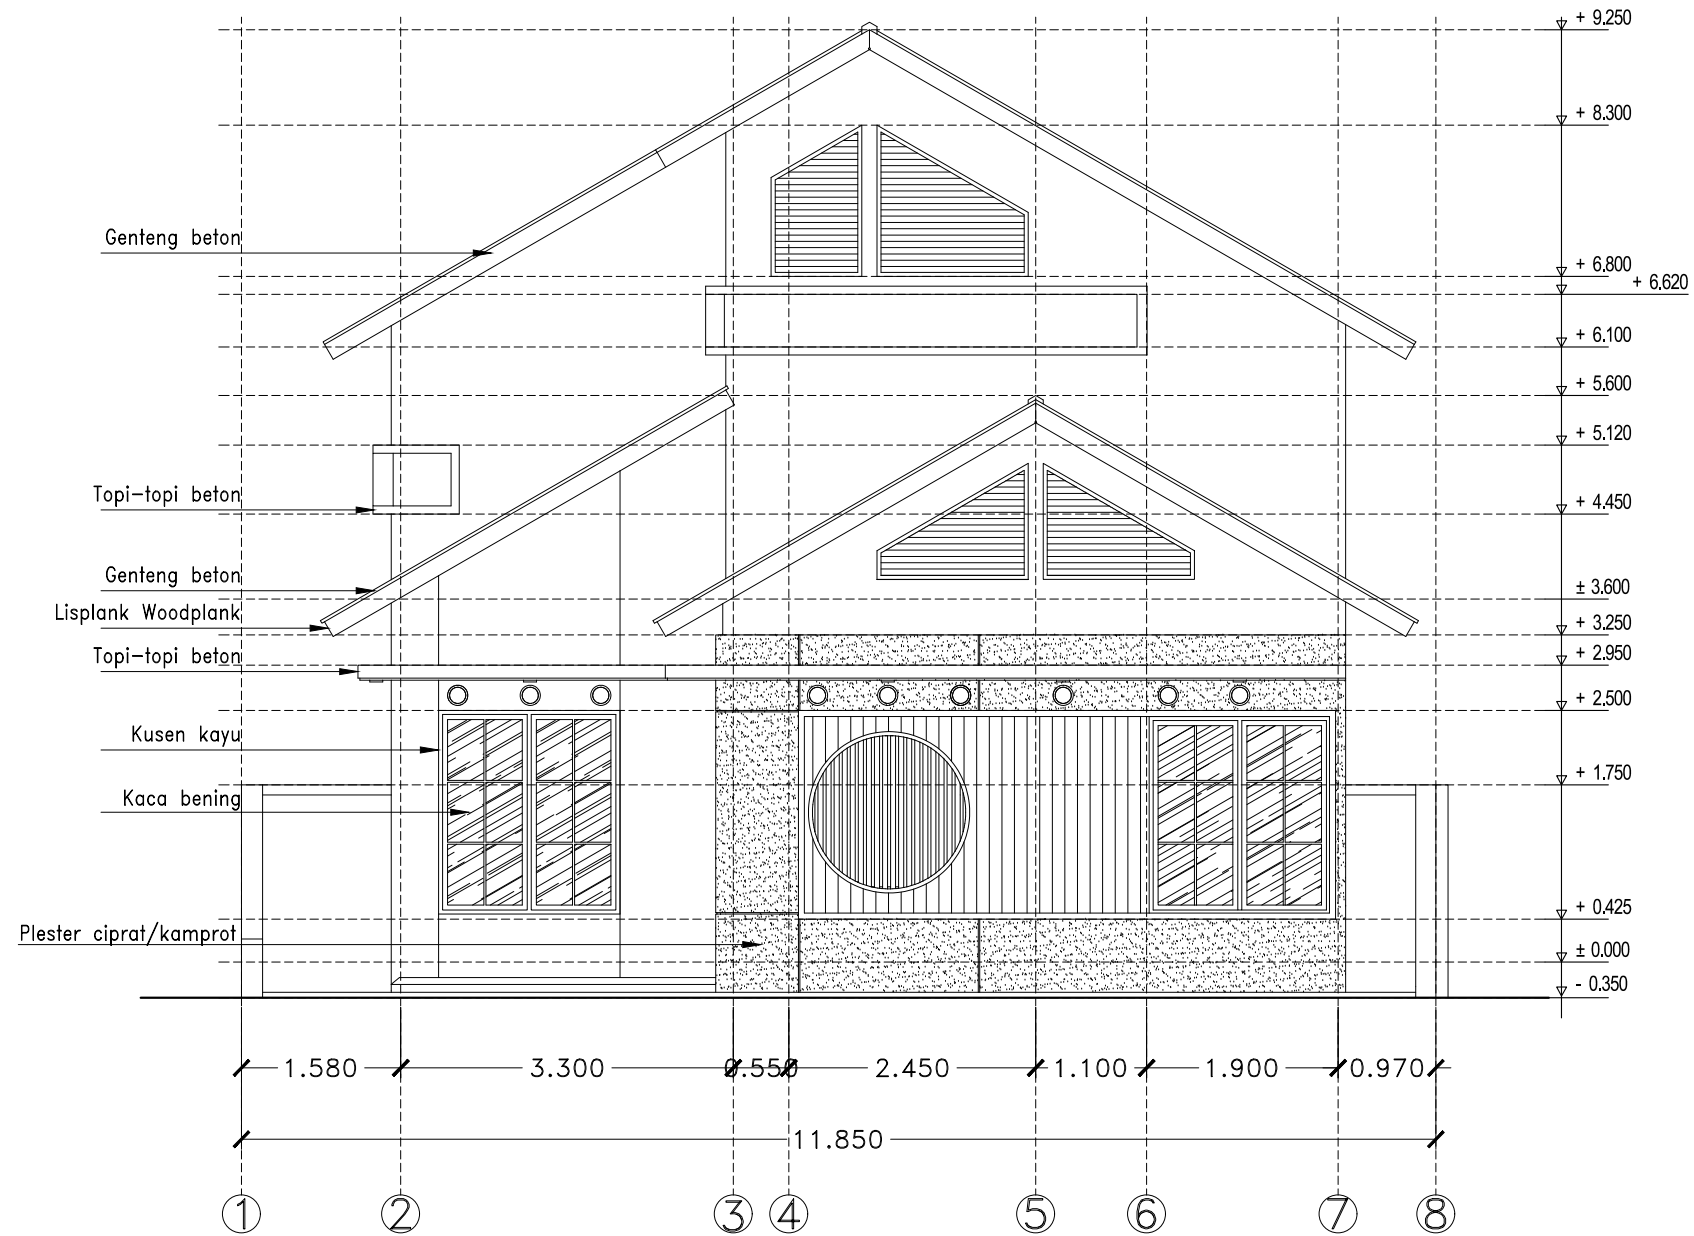 + 9.250
+ 8.300
Genteng beton
+ 6.800
+ 6.620
+ 6.100
+ 5.600
+ 5.120
Topi-topi beton
+ 4.450
Genteng beton
± 3.600
Lisplank Woodplank
+ 3.250
Topi-topi beton
+ 2.950
+ 2.500
Kusen kayu
+ 1.750
Kaca bening
+ 0.425
Plester ciprat/kamprot
± 0.000
- 0.350
1.580 3.300 0.550 2.450 1.100 1.900 0.970
11.850
1 2 3 4 5 6 7 8